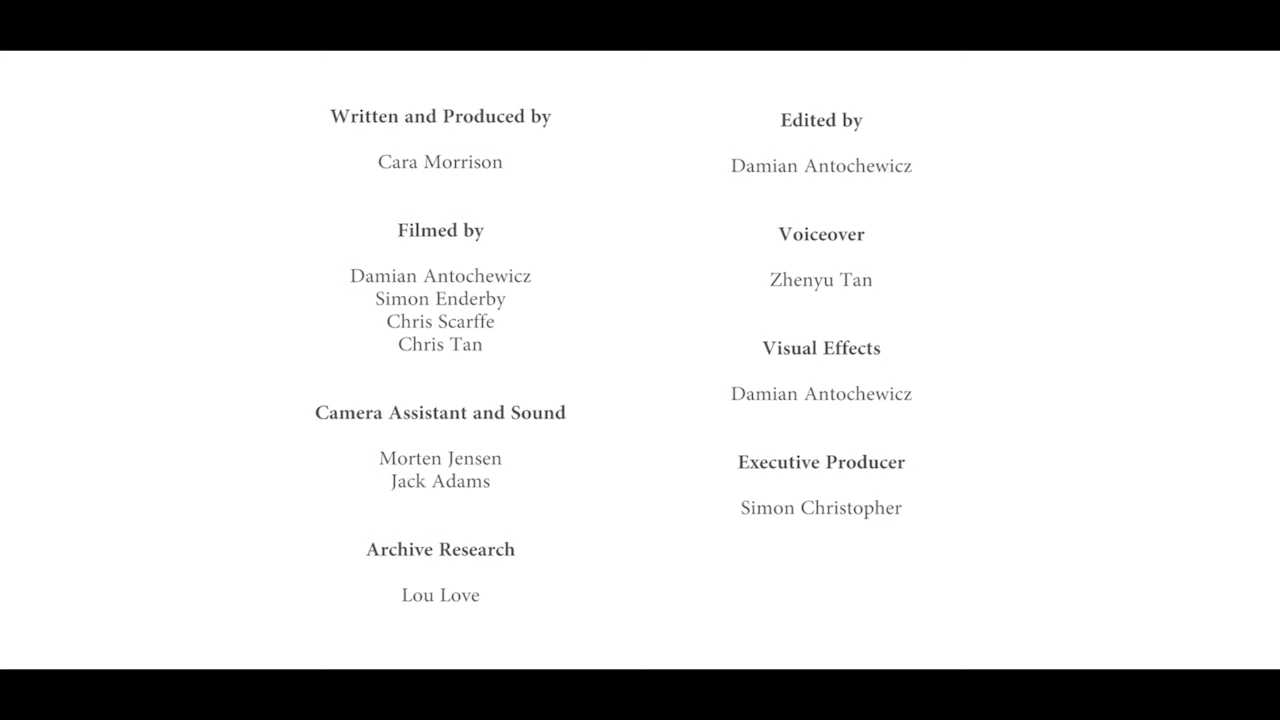 Written and Produced by
Cara Morrison
Filmed by
Damian Antochewicz
Simon Enderby
Chris Scarffe
Chris Tan
Camera Assistant and Sound
Morten Jensen
Jack Adams
Archive Research
Lou Love
Edited by
Damian Antochewicz
Voiceover
Zhenyu Tan
Visual Effects
Damian Antochewicz
Executive Producer
Simon Christopher